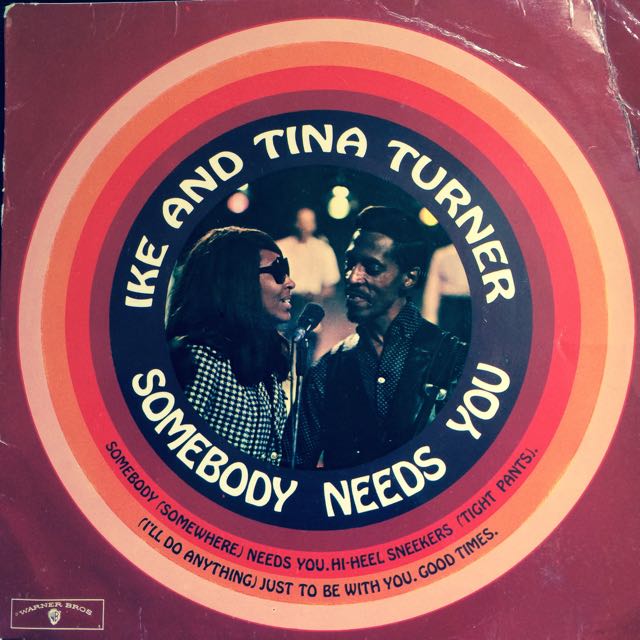 IKE AND TINA TURNER
SOMEBODY NEEDS YOU
SOMEBODY (SOMEWHERE) NEEDS YOU. HI-HEEL SNEEKERS (TIGHT PANTS).
(I'LL DO ANYTHING) JUST TO BE WITH YOU. GOOD TIMES.
WARNER BROS